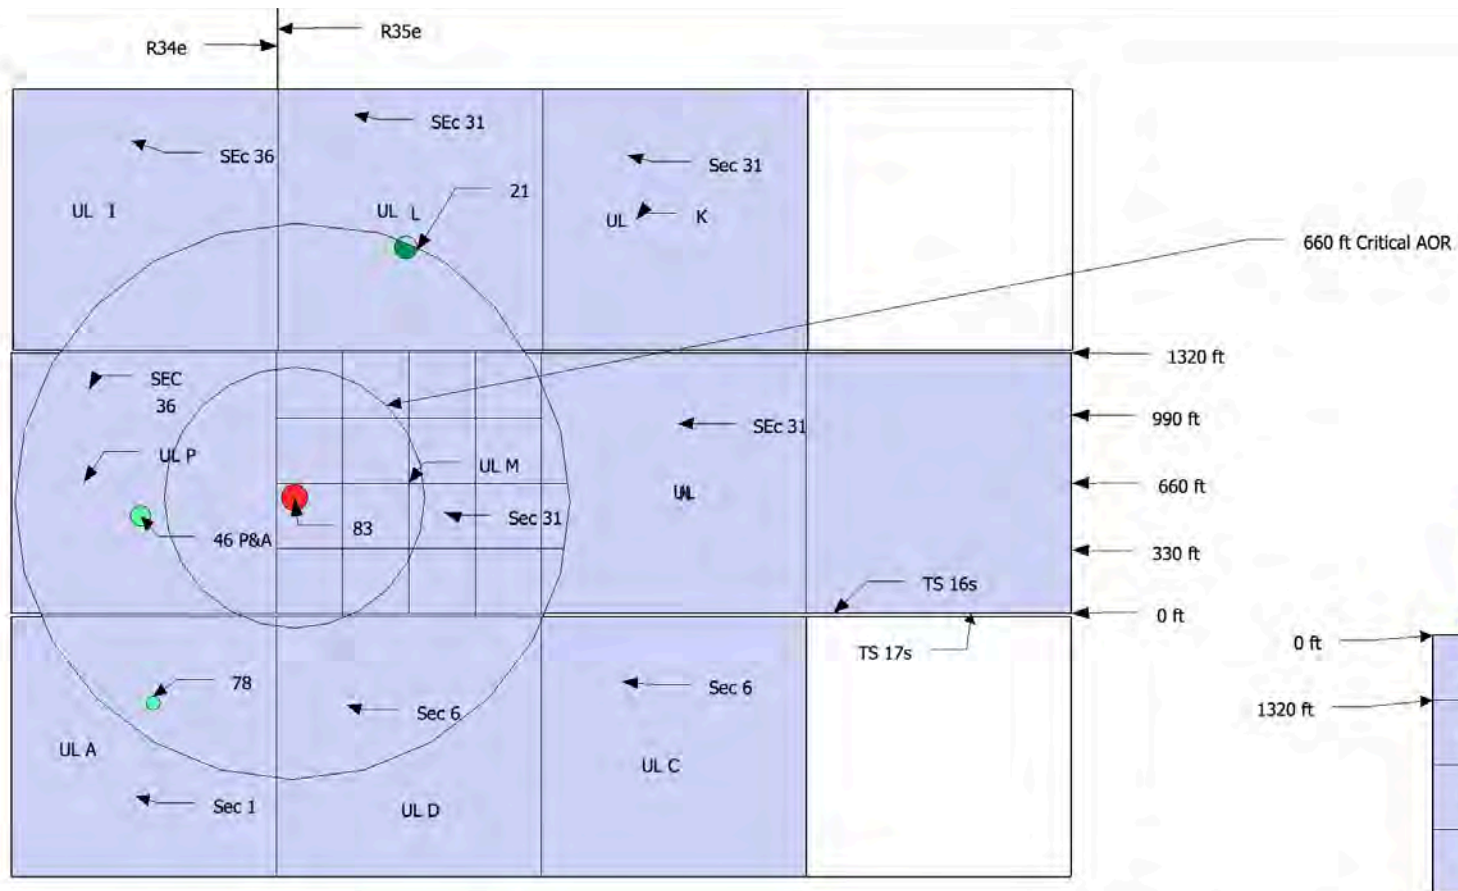 R34e
R35e
SEc 36
SEc 31
Sec 31
UL I
UL L
21
UL
K
660 ft Critical AOR
1320 ft
SEC
36
990 ft
SEc 31
UL P
UL M
660 ft
46 P&A
83
Sec 31
330 ft
TS 16s
0 ft
TS 17s
0 ft
78
Sec 6
Sec 6
1320 ft
UL A
UL C
Sec 1
UL D